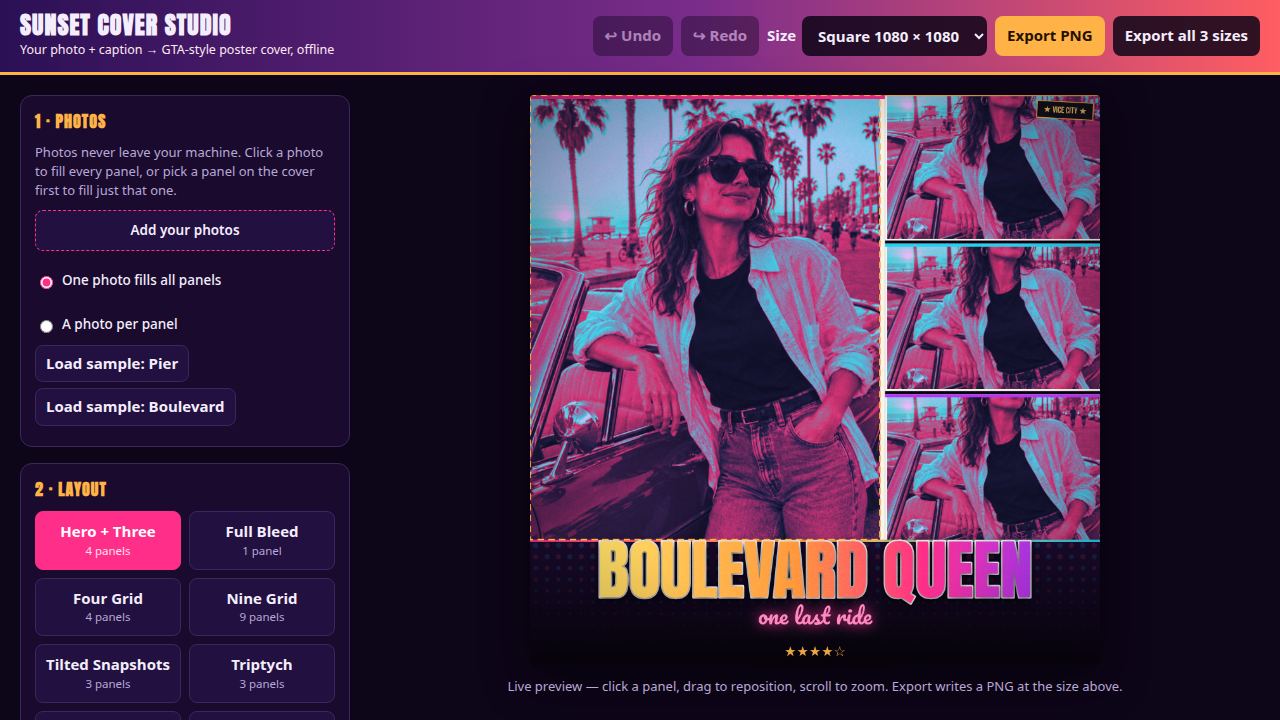 SUNSET COVER STUDIO
Your photo + caption → GTA-style poster cover, offline
↩ Undo
↪ Redo
Size
Square 1080 × 1080
Export PNG
Export all 3 sizes
1 · PHOTOS
Photos never leave your machine. Click a photo
to fill every panel, or pick a panel on the cover
first to fill just that one.
Add your photos
One photo fills all panels
A photo per panel
Load sample: Pier
Load sample: Boulevard
2 · LAYOUT
Hero + Three
4 panels
Full Bleed
1 panel
Four Grid
4 panels
Nine Grid
9 panels
Tilted Snapshots
3 panels
Triptych
3 panels
★ VICE CITY ★
BOULEVARD QUEEN
one last ride
★★★★☆
Live preview — click a panel, drag to reposition, scroll to zoom. Export writes a PNG at the size above.